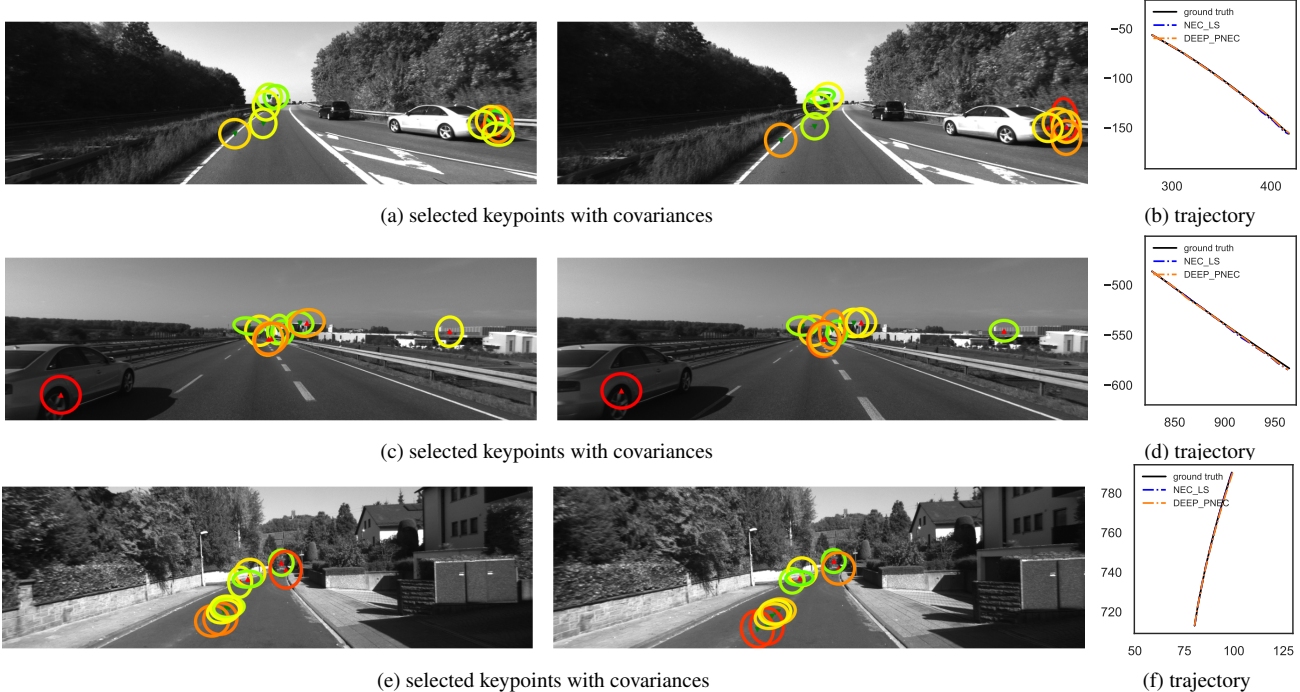 −50
−100
−150
300
400
ground truth
NEC_LS
DEEP_PNEC
(a) selected keypoints with covariances
(b) trajectory
−500
−550
−600
850
900
950
ground truth
NEC_LS
DEEP_PNEC
(c) selected keypoints with covariances
(d) trajectory
780
760
740
720
50
75
100
125
ground truth
NEC_LS
DEEP_PNEC
(e) selected keypoints with covariances
(f) trajectory